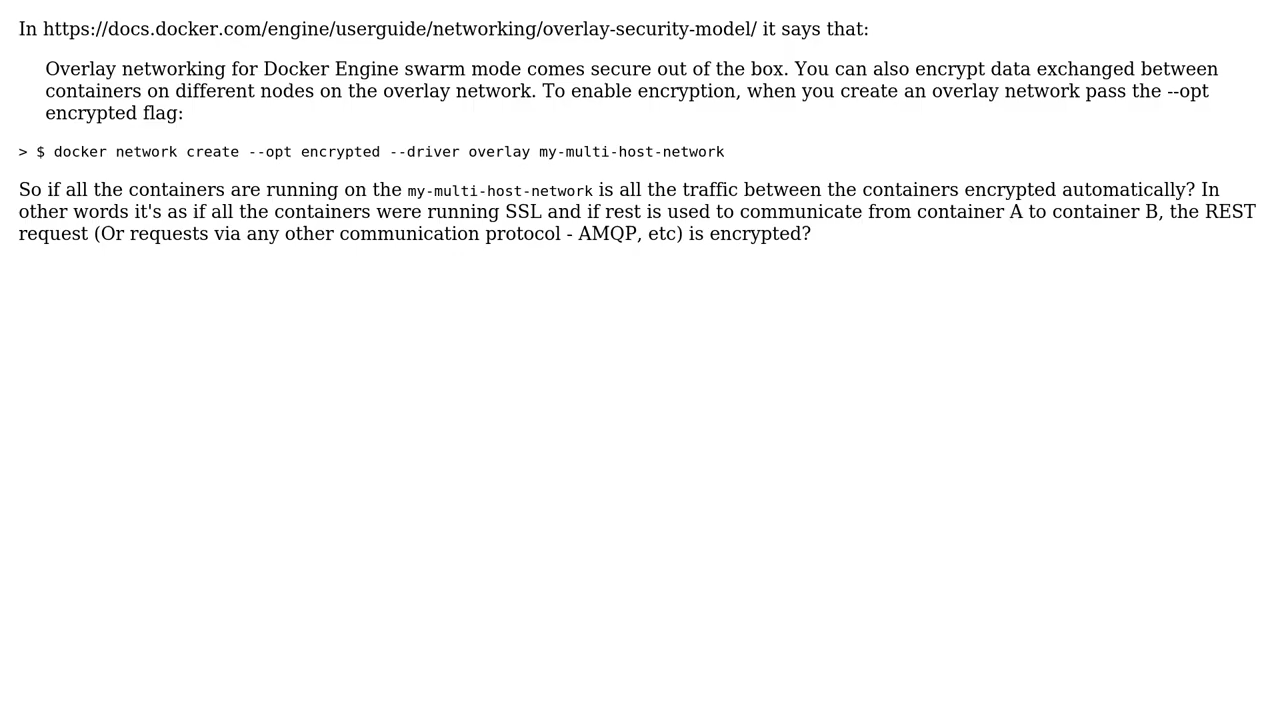 In https://docs.docker.com/engine/userguide/networking/overlay-security-model/ it says that:
Overlay networking for Docker Engine swarm mode comes secure out of the box. You can also encrypt data exchanged between
containers on different nodes on the overlay network. To enable encryption, when you create an overlay network pass the --opt
encrypted flag:
> $ docker network create --opt encrypted --driver overlay my-multi-host-network
So if all the containers are running on the my-multi-host-network is all the traffic between the containers encrypted automatically? In
other words it's as if all the containers were running SSL and if rest is used to communicate from container A to container B, the REST
request (Or requests via any other communication protocol - AMQP, etc) is encrypted?